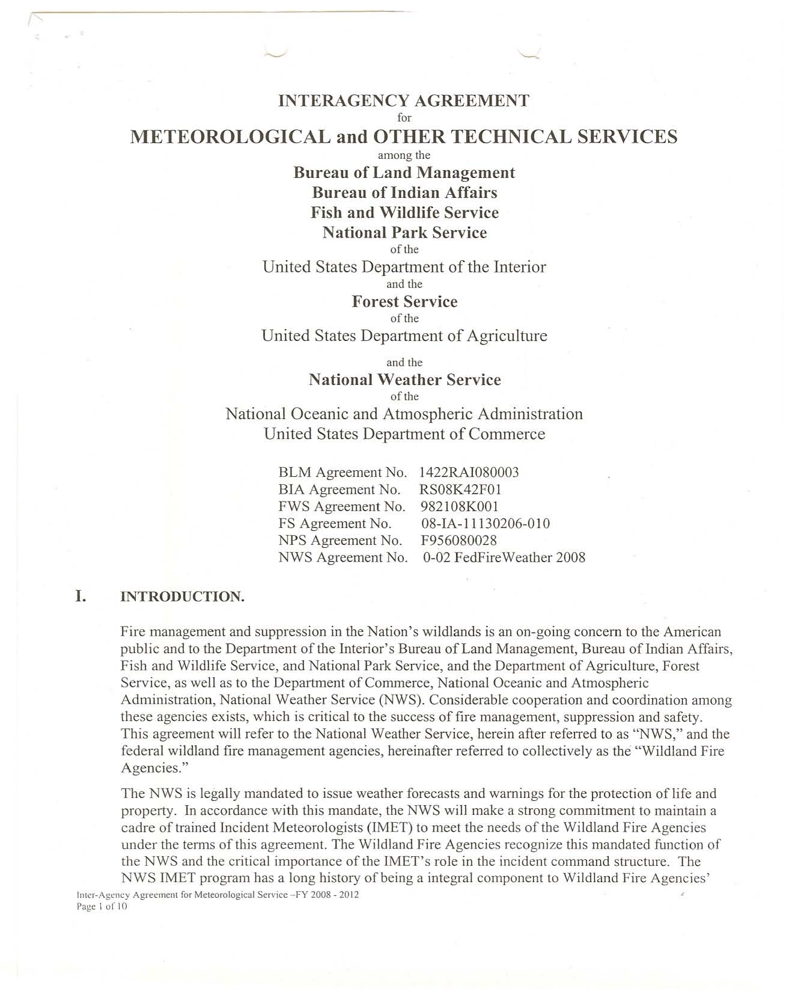 INTERAGENCY AGREEMENT
for
METEOROLOGICAL and OTHER TECHNICAL SERVICES
among the
Bureau of Land Management
Bureau of Indian Affairs
Fish and Wildlife Service
National Park Service
of the
United States Department of the Interior
and the
Forest Service
of the
United States Department of Agriculture
and the
National Weather Service
of the
National Oceanic and Atmospheric Administration
United States Department of Commerce
BLM Agreement No. 1422RAI080003
BIA Agreement No. RS08K42F01
FWS Agreement No. 982108K001
FS Agreement No. 08-IA-11130206-010
NPS Agreement No. F956080028
NWS Agreement No. 0-02 FedFireWeather 2008
I. INTRODUCTION.
Fire management and suppression in the Nation's wildlands is an on-going concern to the American
public and to the Department of the Interior's Bureau of Land Management, Bureau of Indian Affairs,
Fish and Wildlife Service, and National Park Service, and the Department of Agriculture, Forest
Service, as well as to the Department of Commerce, National Oceanic and Atmospheric
Administration, National Weather Service (NWS). Considerable cooperation and coordination among
these agencies exists, which is critical to the success of fire management, suppression and safety.
This agreement will refer to the National Weather Service, herein after referred to as "NWS," and the
federal wildland fire management agencies, hereinafter referred to collectively as the "Wildland Fire
Agencies."
The NWS is legally mandated to issue weather forecasts and warnings for the protection of life and
property. In accordance with this mandate, the NWS will make a strong commitment to maintain a
cadre of trained Incident Meteorologists (IMET) to meet the needs of the Wildland Fire Agencies
under the terms of this agreement. The Wildland Fire Agencies recognize this mandated function of
the NWS and the critical importance of the IMET's role in the incident command structure. The
NWS IMET program has a long history of being a integral component to Wildland Fire Agencies'
Inter-Agency Agreement for Meteorological Service –FY 2008 - 2012
Page 1 of 10